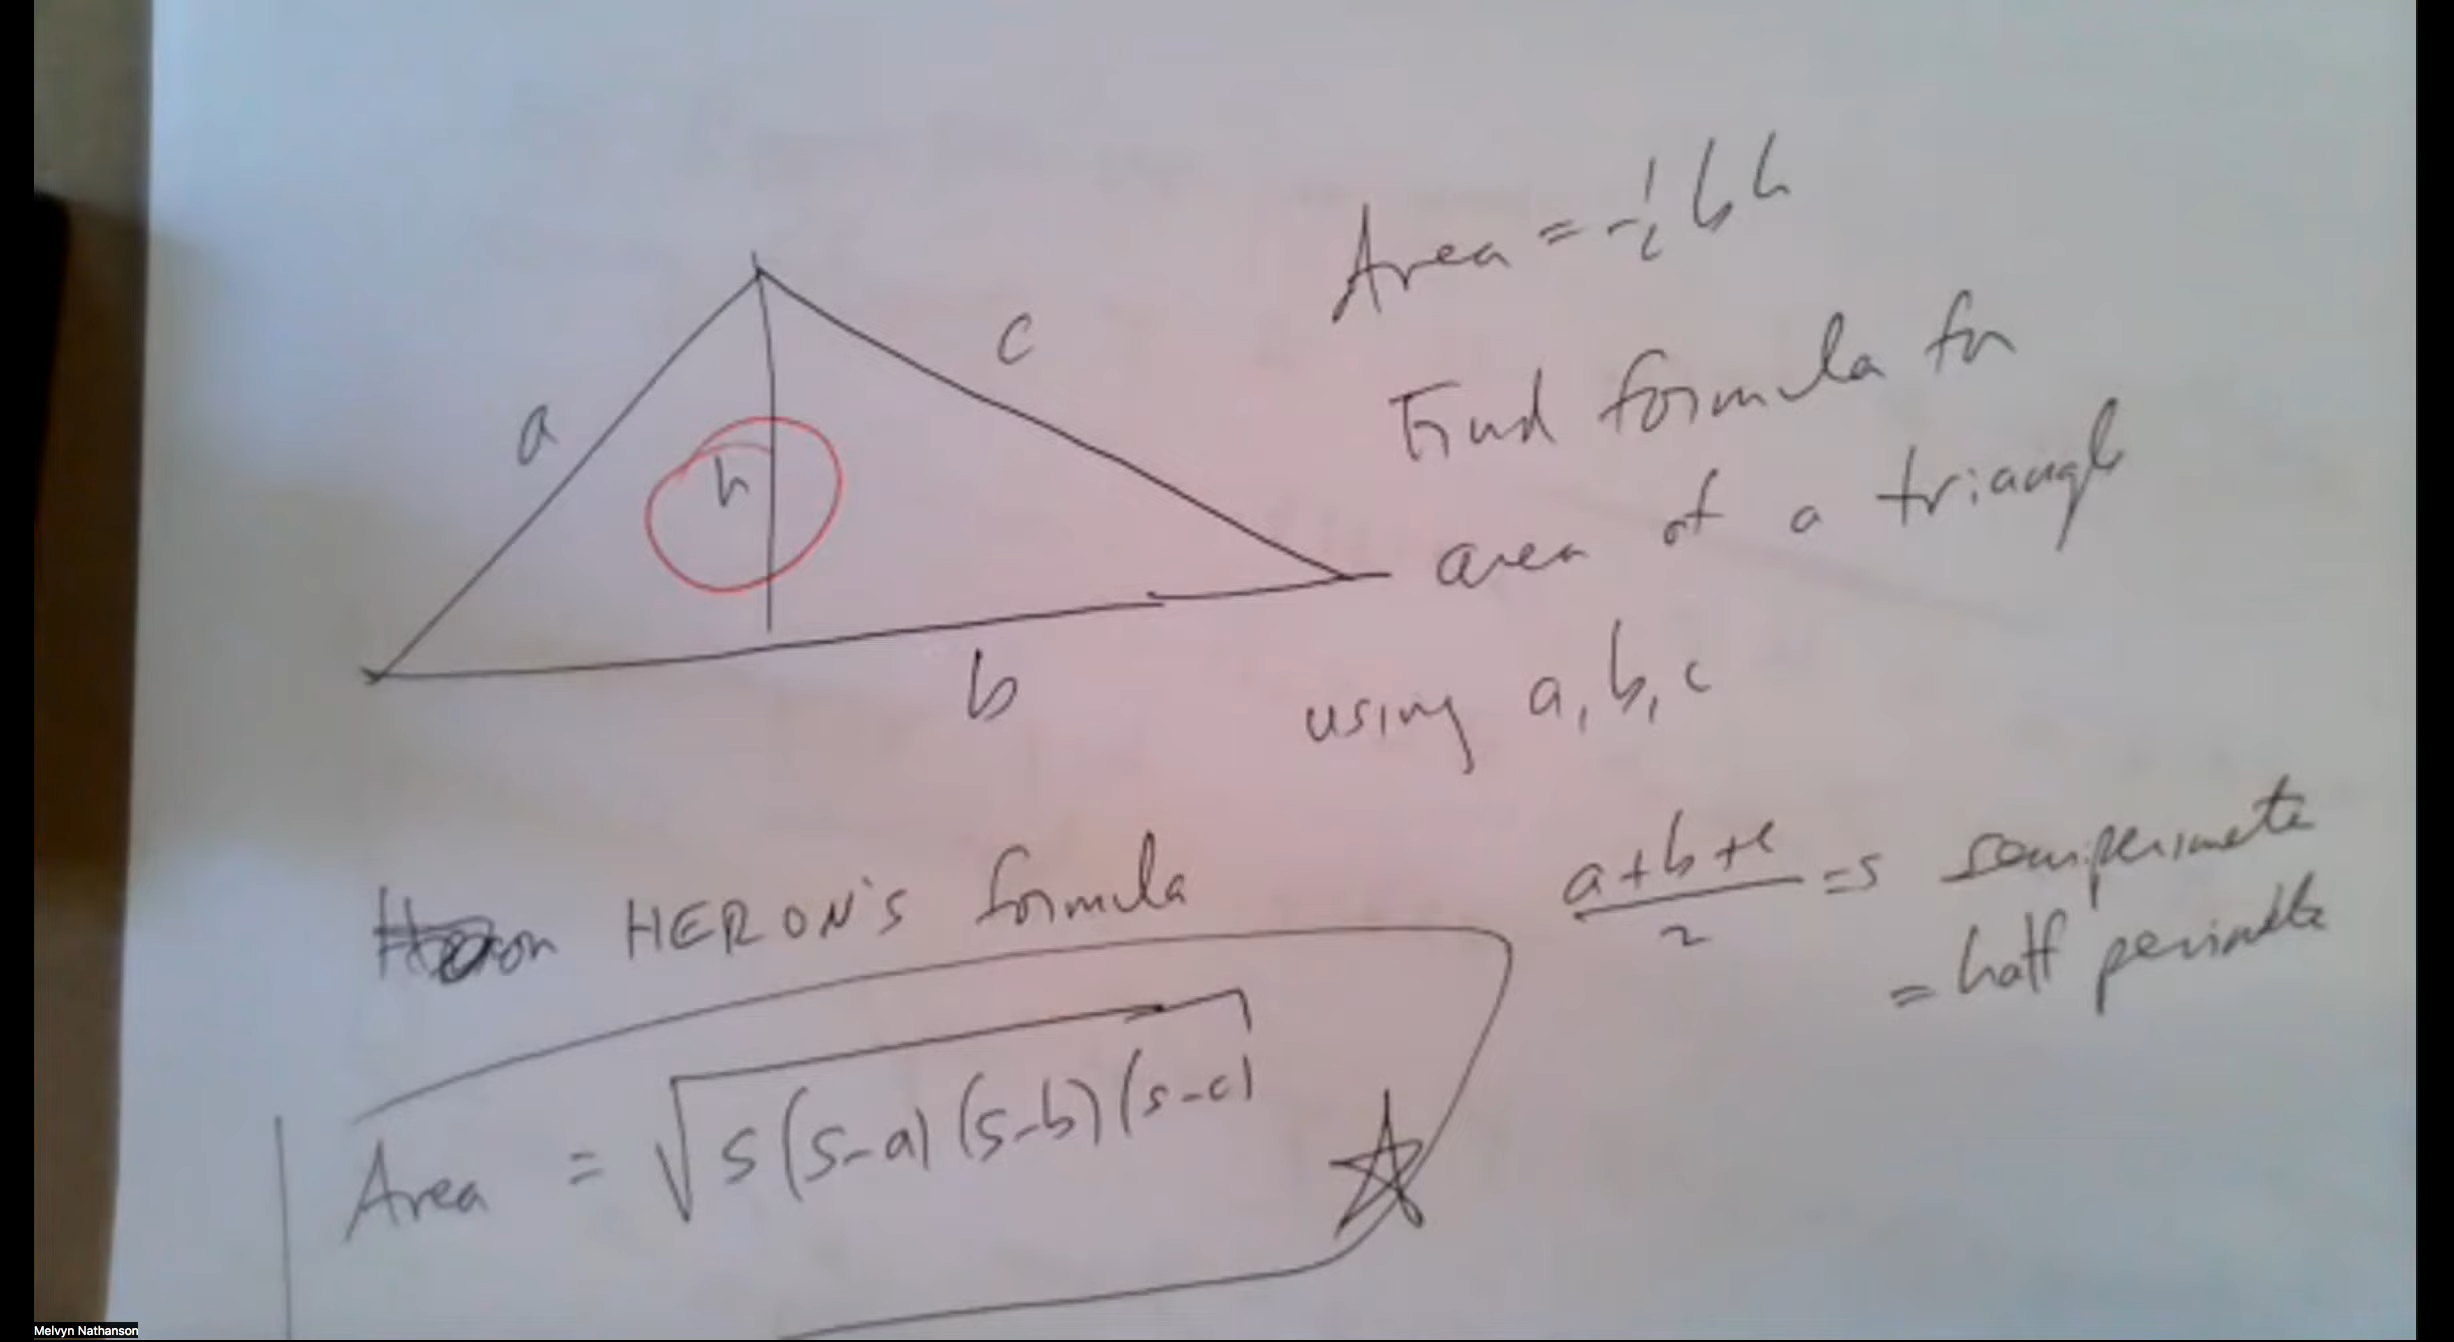 Area = 1/2 bh
Find formula for
area of a triangle
using a, b, c
a
c
h
b
HERON's formula
(a+b+c)/2 = s semiperimeter
= half perimeter
Area = √s(s-a)(s-b)(s-c)
Melvyn Nathanson